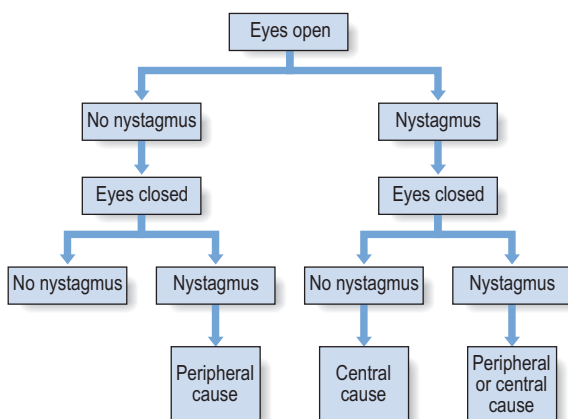 Eyes open
No nystagmus
Nystagmus
Eyes closed
Eyes closed
No nystagmus
Nystagmus
No nystagmus
Nystagmus
Peripheral
cause
Central
cause
Peripheral
or central
cause